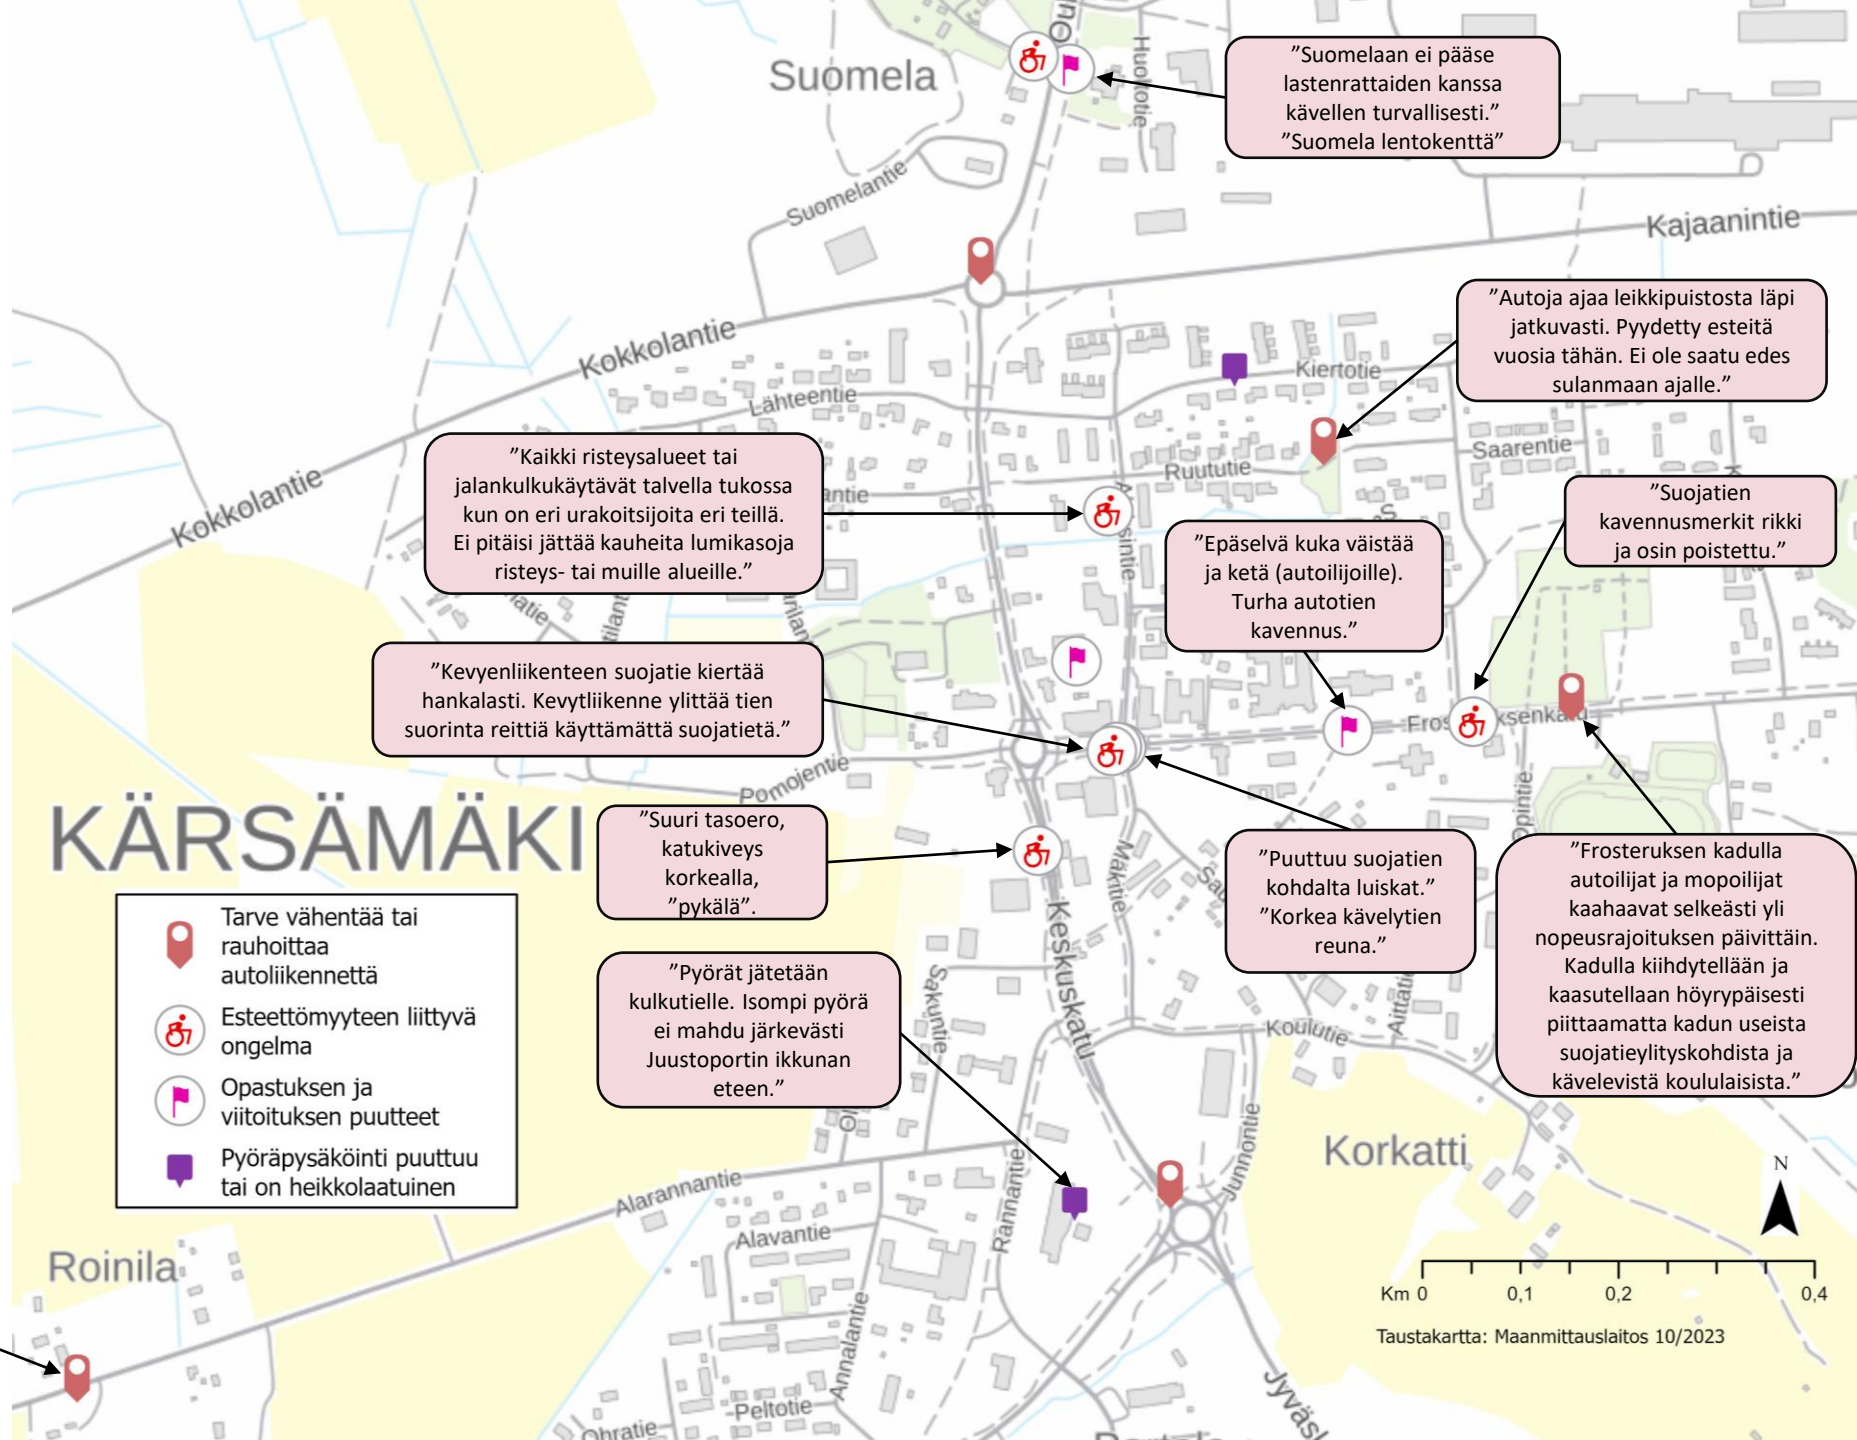 Suomela
Huoltotie
"Suomelaan ei pääse
lastenrattaiden kanssa
kävellen turvallisesti."
"Suomela lentokenttä"
Suomelantie
Kajaanintie
"Autoja ajaa leikkipuistosta läpi
jatkuvasti. Pyydetty esteitä
vuosia tähän. Ei ole saatu edes
sulanmaan ajalle."
Kokkolantie
Kiertotie
Lähteentie
Saarentie
Ruututie
Kokkolantie
"Kaikki risteysalueet tai
jalankulkukäytävät talvella tukossa
kun on eri urakoitsijoita eri teillä.
Ei pitäisi jättää kauheita lumikasoja
risteys- tai muille alueille."
antie
sintie
"Suojatien
kavennusmerkit rikki
ja osin poistettu."
"Epäselvä kuka väistää
ja ketä (autoilijoille).
Turha autotien
kavennus."
"Kevyenliikenteen suojatie kiertää
hankalasti. Kevytliikenne ylittää tien
suorinta reittiä käyttämättä suojatietä."
Fros
ksenkatu
Pomojentie
Opintie
KÄRSÄMÄKI
"Suuri tasoero,
katukiveys
korkealla,
"pykälä".
Mäkitie
"Puuttuu suojatien
kohdalta luiskat."
"Korkea kävelytien
reuna."
"Frosteruksen kadulla
autoilijat ja mopoilijat
kaahaavat selkeästi yli
nopeusrajoituksen päivittäin.
Kadulla kiihdytellään ja
kaasutellaan höyrypäisesti
piittaamatta kadun useista
suojatieylityskohdista ja
kävelevistä koululaisista."
Tarve vähentää tai
rauhoittaa
autoliikennettä
Esteettömyyteen liittyvä
ongelma
Opastuksen ja
viitoituksen puutteet
Pyöräpysäköinti puuttuu
tai on heikkolaatuinen
"Pyörät jätetään
kulkutielle. Isompi pyörä
ei mahdu järkevästi
Juustoportin ikkunan
eteen."
Sakuntie
Keskuskatu
Koulutie
Aittatie
Junnontie
Korkatti
Alarannantie
Rannantie
Alavantie
Roinila
Annalantie
Peltotie
Ohratie
N
Km 0 0,1 0,2 0,4
Taustakartta: Maanmittauslaitos 10/2023